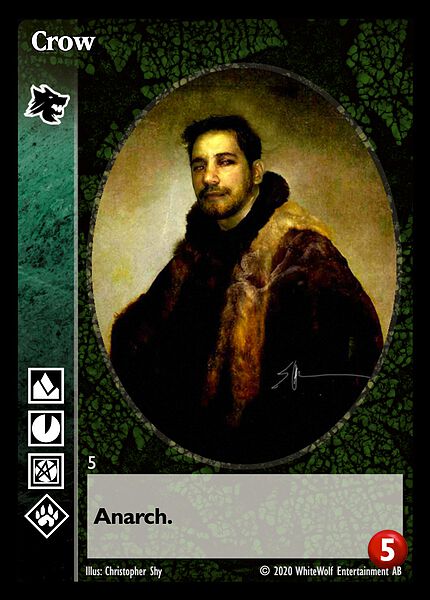 Crow
5
Anarch.
5
Illus: Christopher Shy
© 2020 WhiteWolf Entertainment AB